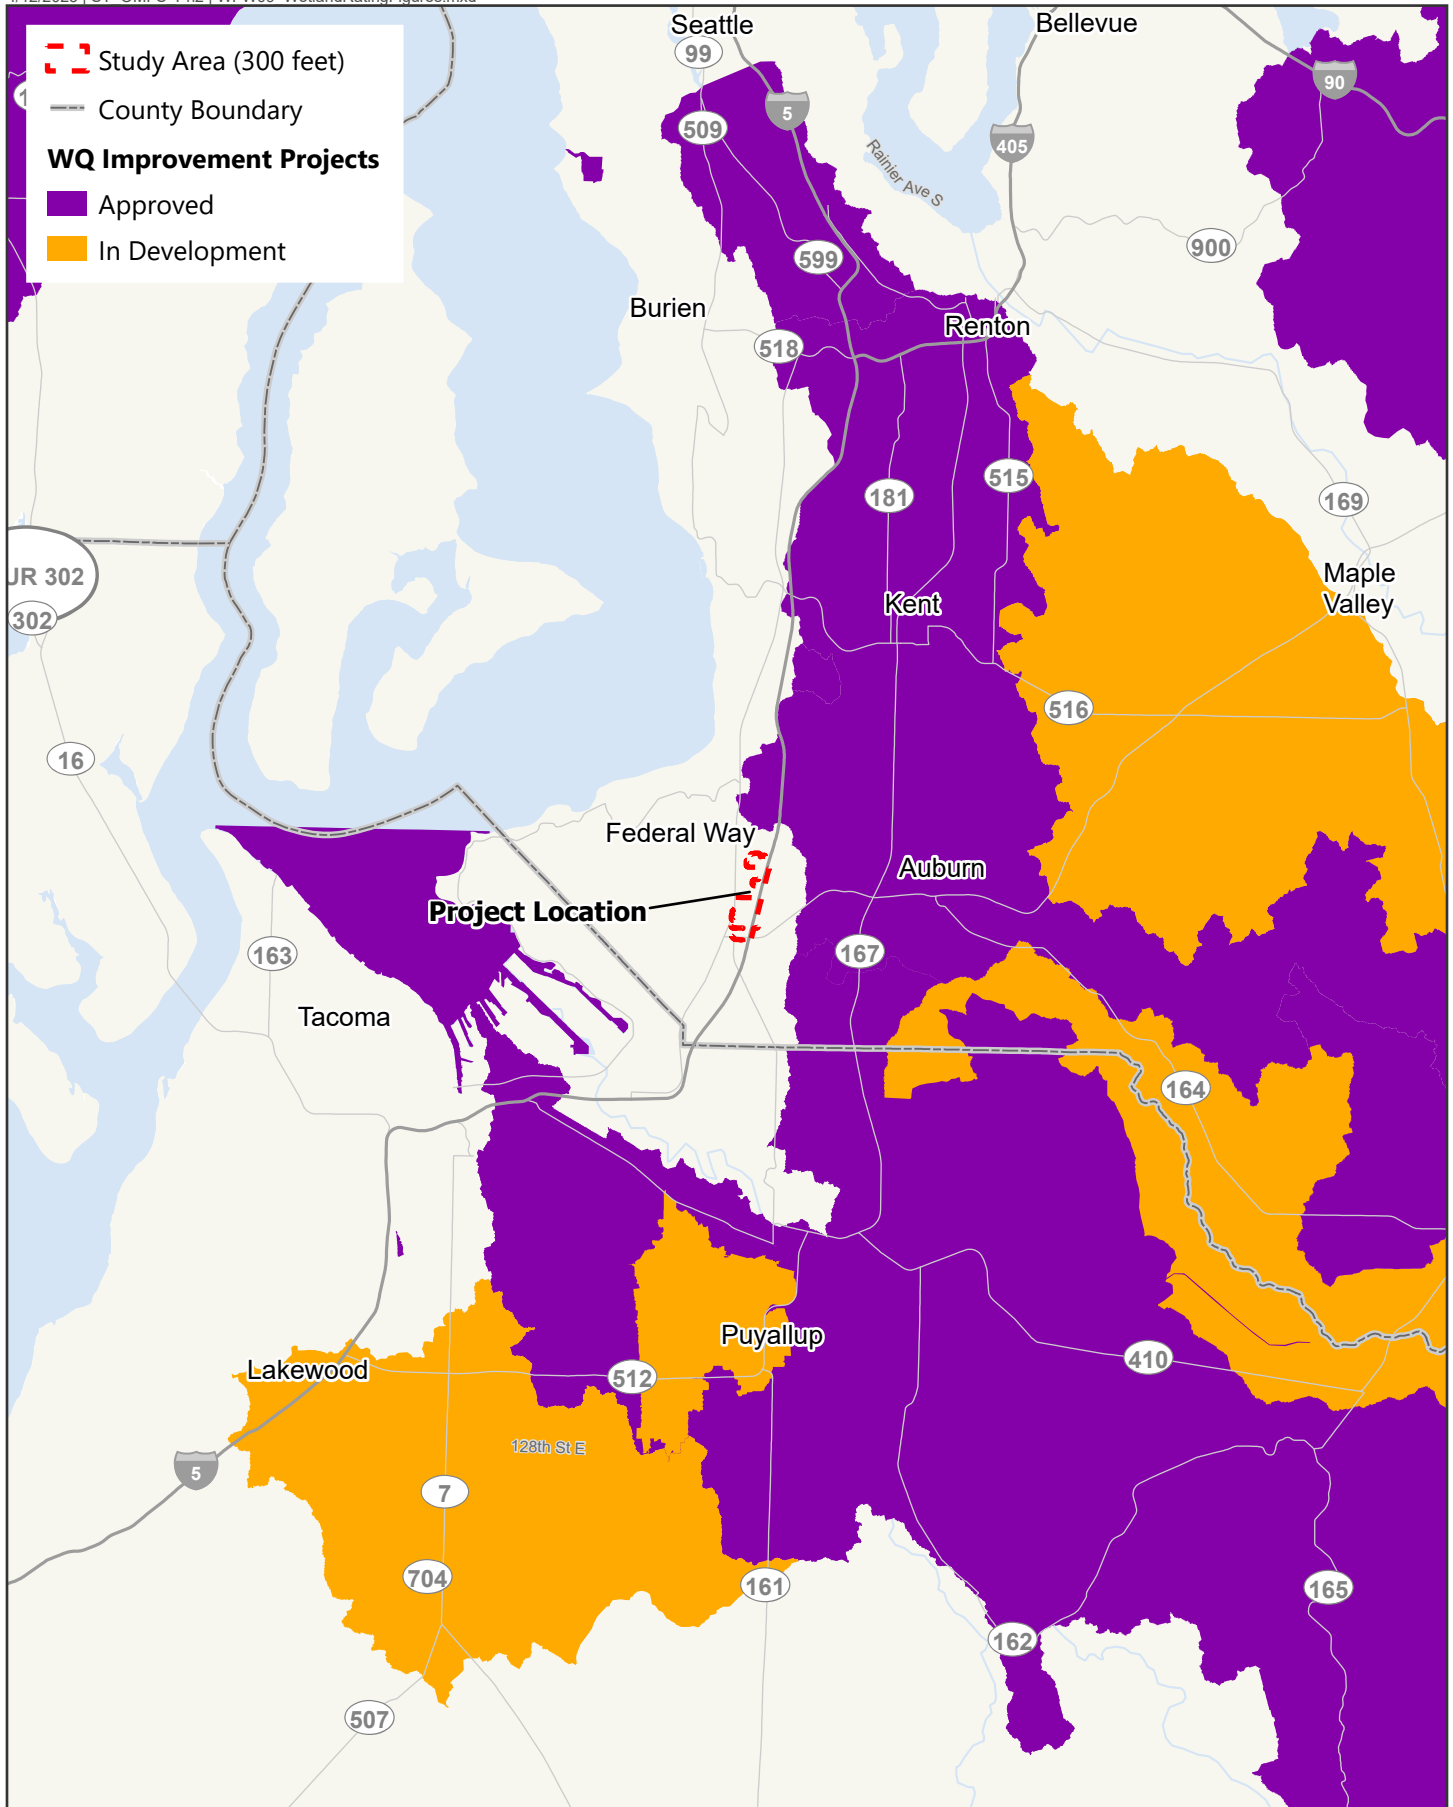 Study Area (300 feet)
County Boundary
WQ Improvement Projects
Approved
In Development
Seattle
Bellevue
99
5
90
509
405
Rainier Ave S
900
599
Burien
Renton
518
515
181
169
JR 302
302
Maple
Valley
Kent
516
16
Federal Way
Auburn
Project Location
163
167
Tacoma
164
Puyallup
410
Lakewood
512
128th St E
5
7
704
161
165
162
507